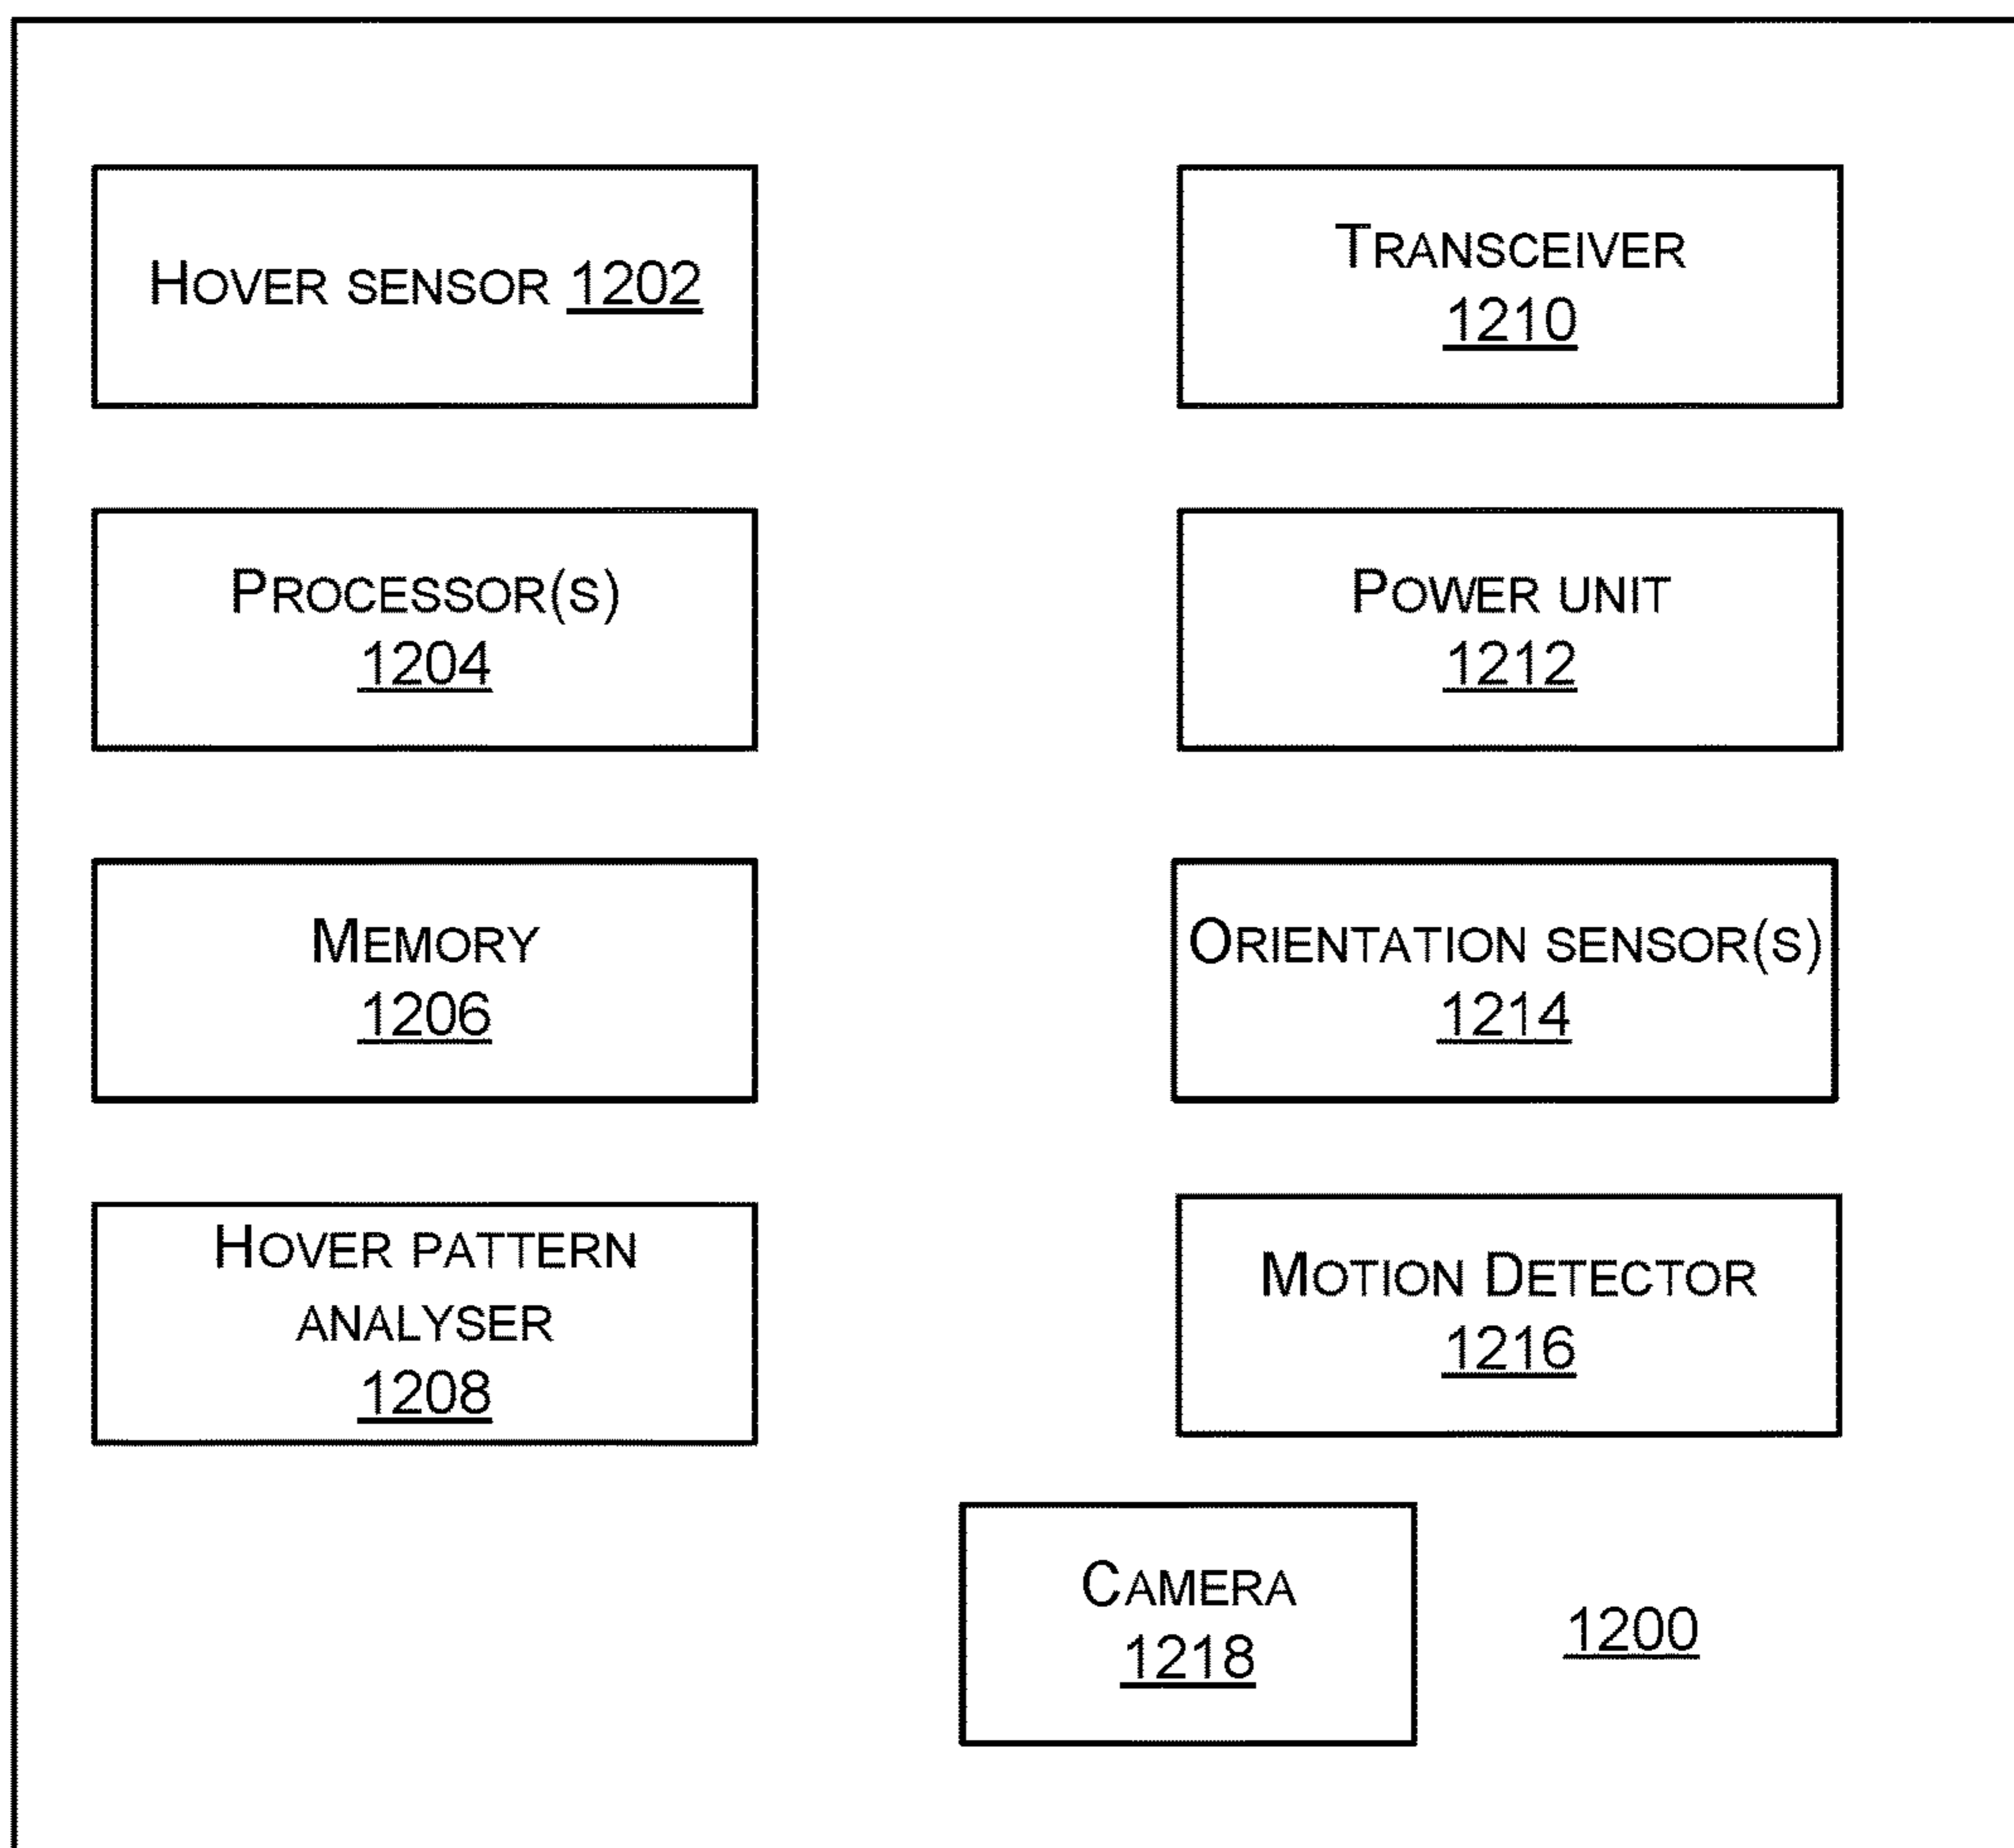 HOVER SENSOR 1202
PROCESSOR(S)
1204
MEMORY
1206
HOVER PATTERN
ANALYSER
1208
TRANSCEIVER
1210
POWER UNIT
1212
ORIENTATION SENSOR(S)
1214
MOTION DETECTOR
1216
CAMERA
1218
1200